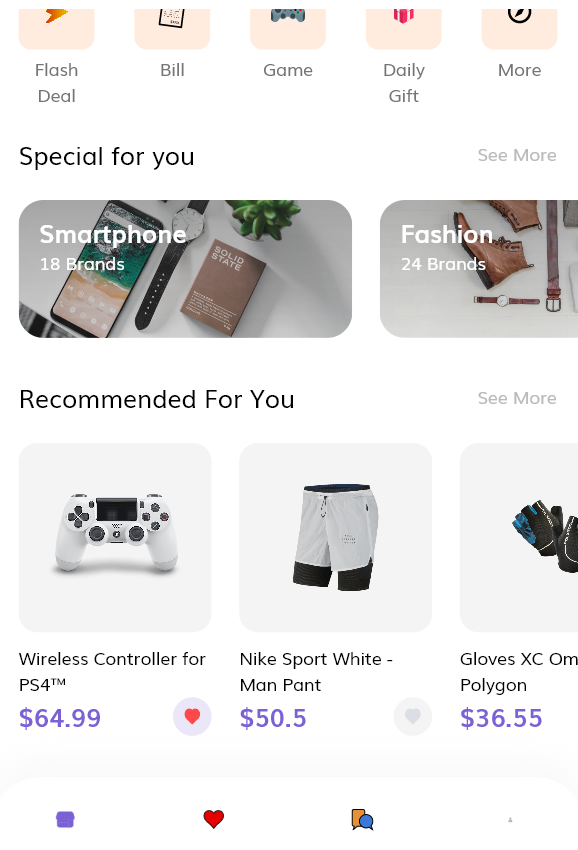 Flash
Deal
Bill
Game
Daily
Gift
More
Special for you
See More
Smartphone
18 Brands
SOLID
STATE
Fashion
24 Brands
Recommended For You
See More
Wireless Controller for
PS4™
$64.99
Nike Sport White -
Man Pant
$50.5
Gloves XC Om
Polygon
$36.55